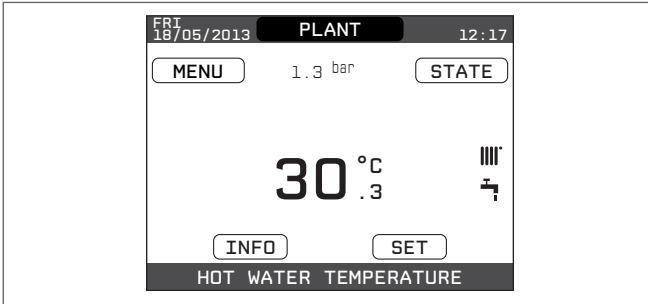 FRI
18/05/2013 PLANT 12:17
MENU 1.3 bar STATE
30.3 °C
INFO SET
HOT WATER TEMPERATURE